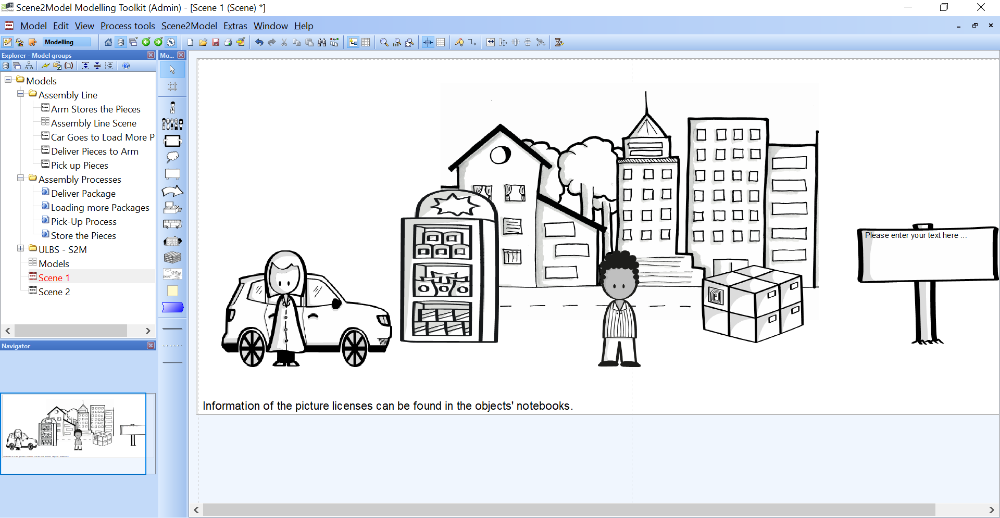 Scene2Model Modelling Toolkit (Admin) - [Scene 1 (Scene) *]
Model Edit View Process tools Scene2Model Extras Window Help
Modelling
Explorer - Model groups
Mo...
Models
Assembly Line
Arm Stores the Pieces
Assembly Line Scene
Car Goes to Load More P
Deliver Pieces to Arm
Pick up Pieces
Assembly Processes
Deliver Package
Loading more Packages
Pick-Up Process
Store the Pieces
ULBS - S2M
Models
Scene 1
Scene 2
Navigator
Please enter your text here ...
Information of the picture licenses can be found in the objects' notebooks.